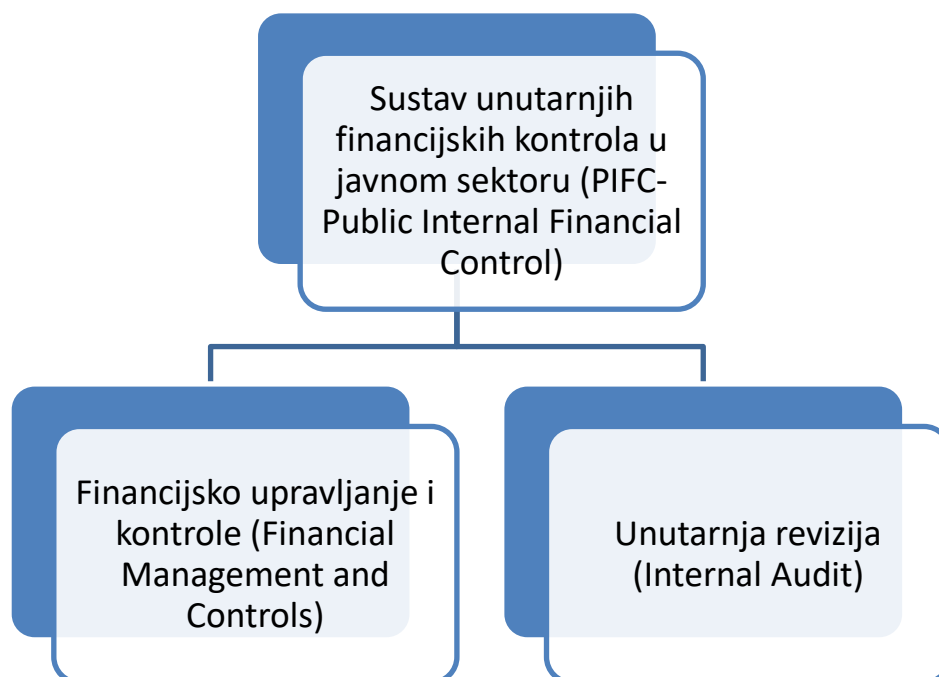 Sustav unutarnjih
financijskih kontrola u
javnom sektoru (PIFC-
Public Internal Financial
Control)
Financijsko upravljanje i
kontrole (Financial
Management and
Controls)
Unutarnja revizija
(Internal Audit)